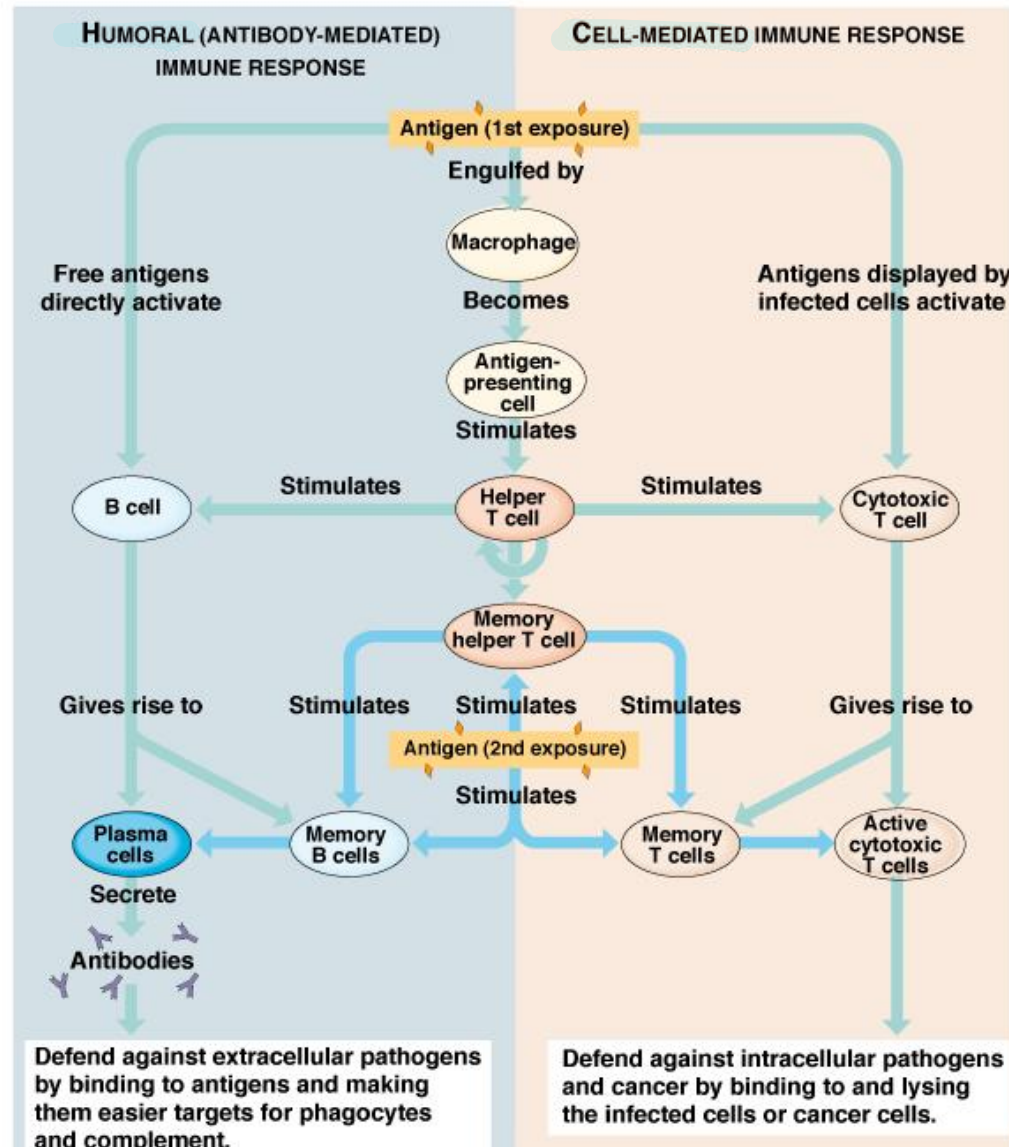 HUMORAL (ANTIBODY-MEDIATED)
IMMUNE RESPONSE
CELL-MEDIATED IMMUNE RESPONSE
Antigen (1st exposure)
Engulfed by
Macrophage
Free antigens
directly activate
Becomes
Antigens displayed by
infected cells activate
Antigen-
presenting
cell
Stimulates
B cell
Stimulates
Helper
T cell
Stimulates
Cytotoxic
T cell
Memory
helper T cell
Gives rise to
Stimulates
Stimulates
Stimulates
Gives rise to
Antigen (2nd exposure)
Stimulates
Plasma
cells
Memory
B cells
Memory
T cells
Active
cytotoxic
T cells
Secrete
Antibodies
Defend against extracellular pathogens
by binding to antigens and making
them easier targets for phagocytes
and complement.
Defend against intracellular pathogens
and cancer by binding to and lysing
the infected cells or cancer cells.